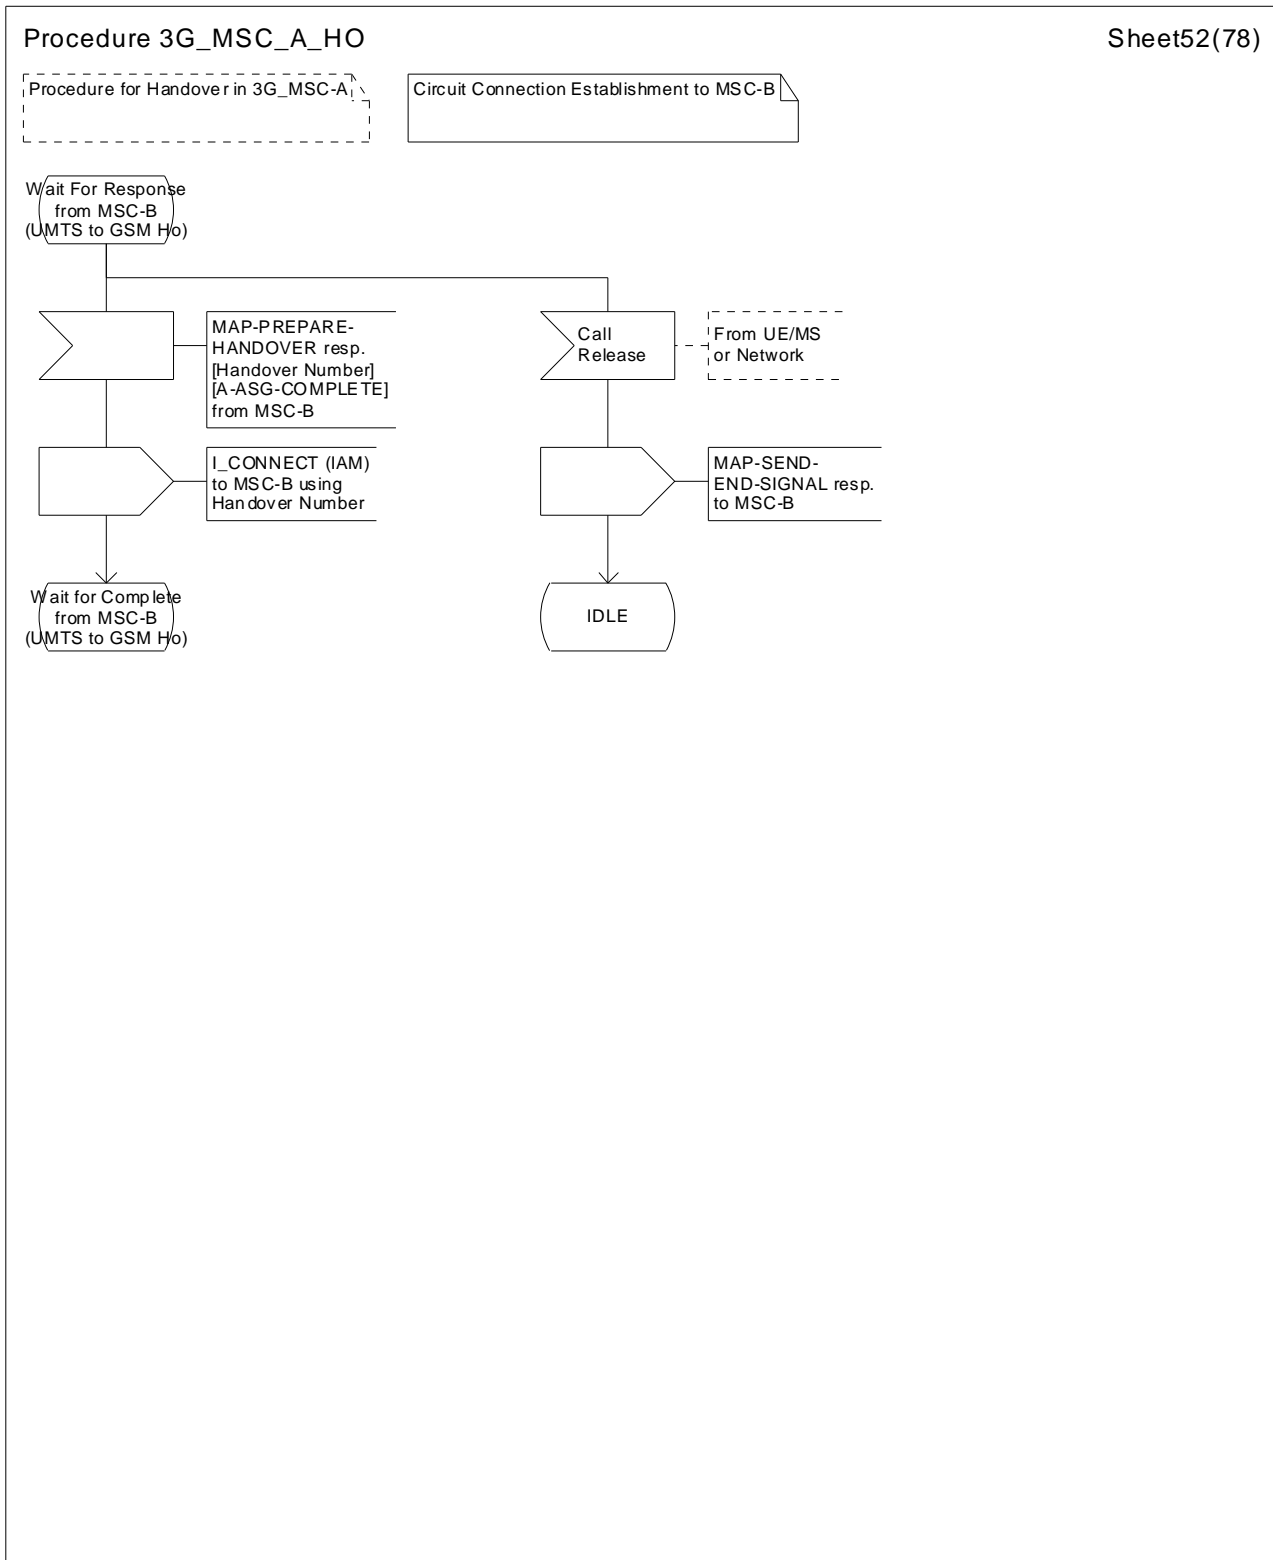 Procedure 3G_MSC_A_HO
Sheet52(78)
Procedure for Handover in 3G_MSC-A
Circuit Connection Establishment to MSC-B
Wait For Response
from MSC-B
(UMTS to GSM Ho)
MAP-PREPARE-
HANDOVER resp.
[Handover Number]
[A-ASG-COMPLETE]
from MSC-B
Call
Release
From UE/MS
or Network
I_CONNECT (IAM)
to MSC-B using
Handover Number
MAP-SEND-
END-SIGNAL resp.
to MSC-B
Wait for Complete
from MSC-B
(UMTS to GSM Ho)
IDLE